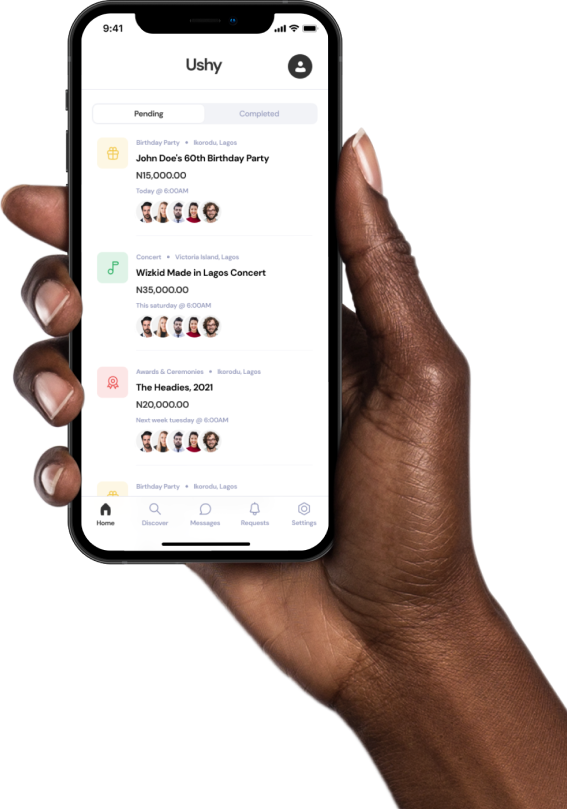 9:41
Ushy
Pending
Completed
Birthday Party • Ikorodu, Lagos
John Doe's 60th Birthday Party
N15,000.00
Today @ 6:00AM
Concert • Victoria Island, Lagos
Wizkid Made in Lagos Concert
N35,000.00
This saturday @ 6:00AM
Awards & Ceremonies • Ikorodu, Lagos
The Headies, 2021
N20,000.00
Next week tuesday @ 6:00AM
Birthday Party • Ikorodu, Lagos
Home
Discover
Messages
Requests
Settings